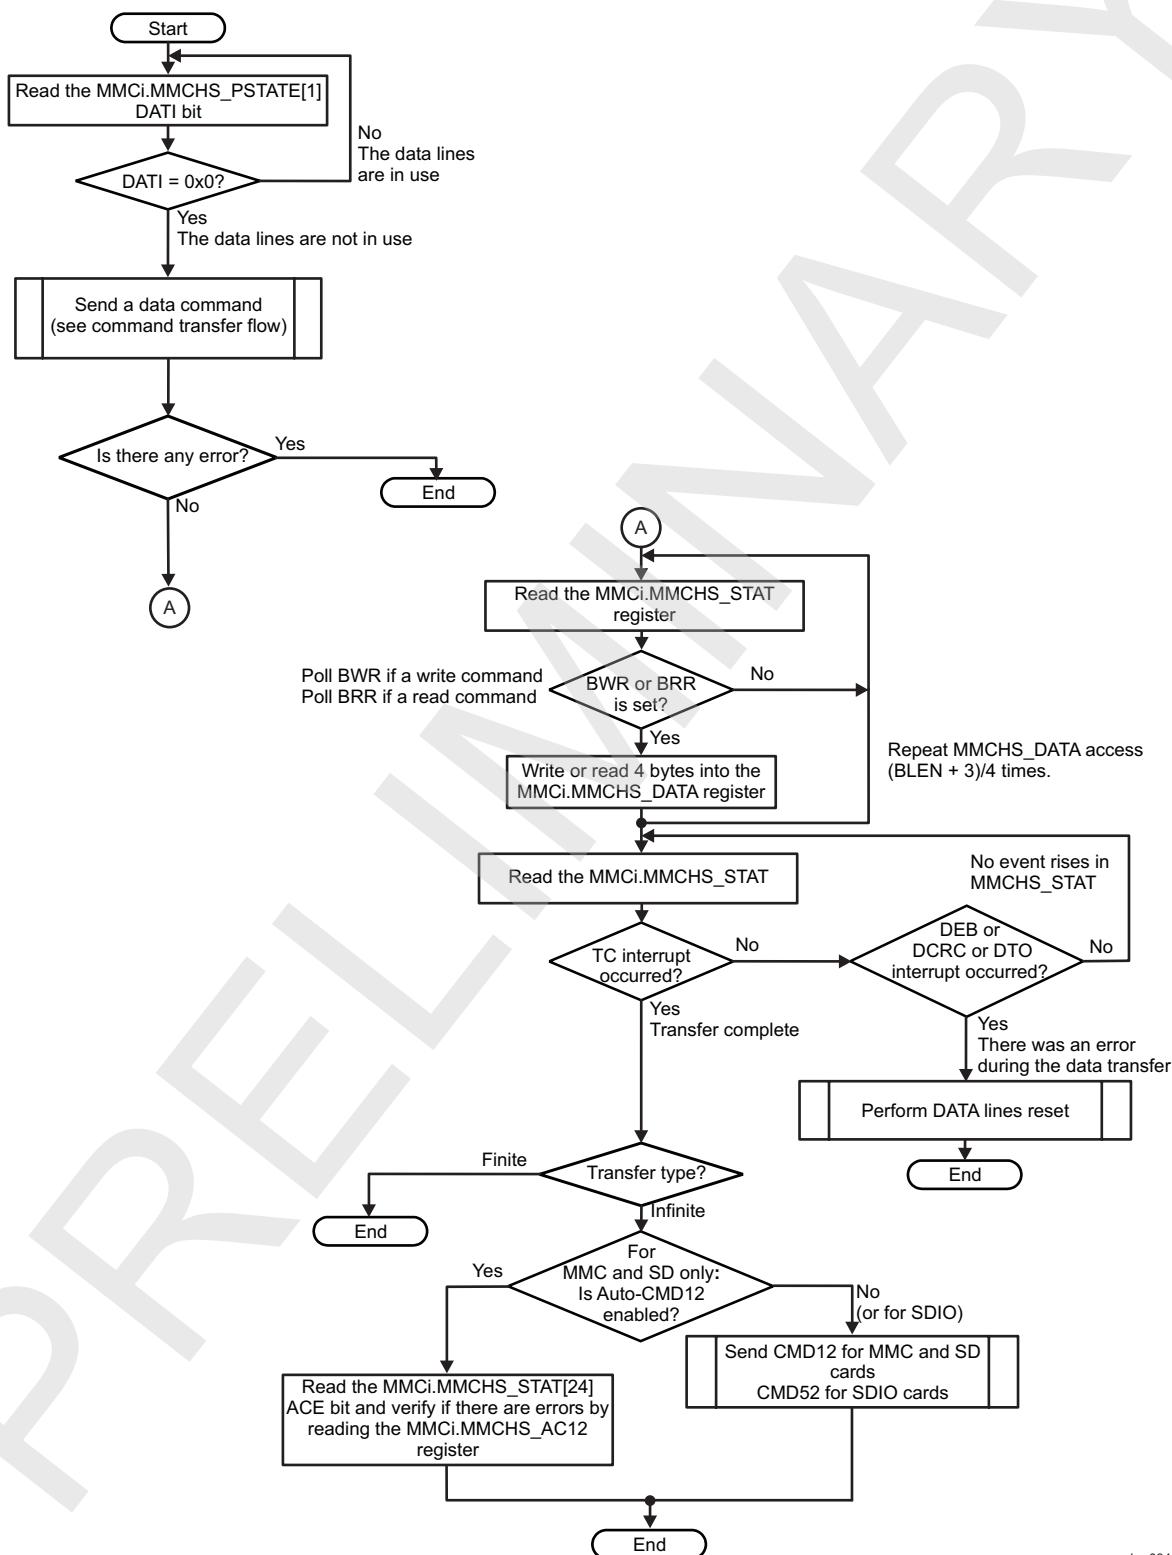 Start
Read the MMCi.MMCHS_PSTATE[1]
DATI bit
No
The data lines
are in use
DATI = 0x0?
Yes
The data lines are not in use
Send a data command
(see command transfer flow)
Is there any error?
Yes
End
No
A
A
Read the MMCi.MMCHS_STAT
register
Poll BWR if a write command
Poll BRR if a read command
BWR or BRR
is set?
No
Yes
Write or read 4 bytes into the
MMCi.MMCHS_DATA register
Repeat MMCHS_DATA access
(BLEN + 3)/4 times.
Read the MMCi.MMCHS_STAT
No event rises in
MMCHS_STAT
TC interrupt
occurred?
No
DEB or
DCRC or DTO
interrupt occurred?
No
Yes
Transfer complete
Yes
There was an error
during the data transfer
Perform DATA lines reset
End
Transfer type?
Finite
End
Infinite
For
MMC and SD only:
Is Auto-CMD12
enabled?
Yes
No
(or for SDIO)
Send CMD12 for MMC and SD
cards
CMD52 for SDIO cards
Read the MMCi.MMCHS_STAT[24]
ACE bit and verify if there are errors by
reading the MMCi.MMCHS_AC12
register
End
PRELIMINARY